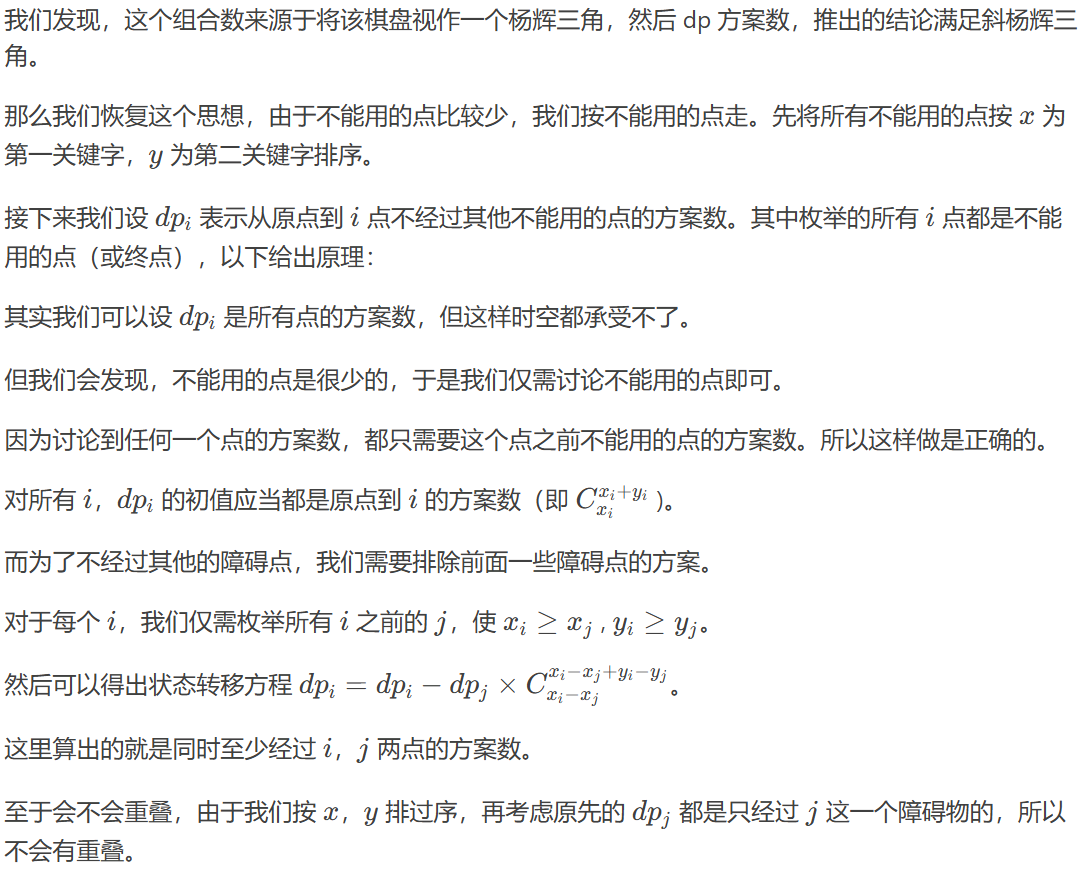 我们发现，这个组合数来源于将该棋盘视作一个杨辉三角，然后 dp 方案数，推出的结论满足斜杨辉三
角。
那么我们恢复这个思想，由于不能用的点比较少，我们按不能用的点走。先将所有不能用的点按 $x$ 为
第一关键字，$y$ 为第二关键字排序。
接下来我们设 $dp_i$ 表示从原点到 $i$ 点不经过其他不能用的点的方案数。其中枚举的所有 $i$ 点都是不能
用的点（或终点），以下给出原理：
其实我们可以设 $dp_i$ 是所有点的方案数，但这样时空都承受不了。
但我们会发现，不能用的点是很少的，于是我们仅需讨论不能用的点即可。
因为讨论到任何一个点的方案数，都只需要这个点之前不能用的点的方案数。所以这样做是正确的。
对所有 $i$，$dp_i$ 的初值应当都是原点到 $i$ 的方案数（即 $C_{x_i}^{x_i+y_i}$ )。
而为了不经过其他的障碍点，我们需要排除前面一些障碍点的方案。
对于每个 $i$，我们仅需枚举所有 $i$ 之前的 $j$，使 $x_i \geq x_j$ , $y_i \geq y_j$。
然后可以得出状态转移方程 $dp_i = dp_i - dp_j \times C_{x_i-x_j}^{x_i-x_j+y_i-y_j}$。
这里算出的就是同时至少经过 $i$，$j$ 两点的方案数。
至于会不会重叠，由于我们按 $x$，$y$ 排过序，再考虑原先的 $dp_j$ 都是只经过 $j$ 这一个障碍物的，所以
不会有重叠。